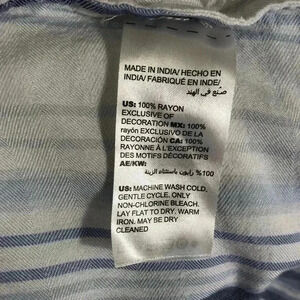 MADE IN INDIA/ HECHO EN
INDIA/ FABRIQUÉ EN INDE/
صنع في الهند
US: 100% RAYON
EXCLUSIVE OF
DECORATION MX: 100%
rayón EXCLUSIVO DE LA
DECORACIÓN CA: 100%
RAYONNE À L'EXCEPTION
DES MOTIFS DÉCORATIFS
AE/KW:
100% رايون باستثناء الزينة
US: MACHINE WASH COLD,
GENTLE CYCLE. ONLY
NON-CHLORINE BLEACH.
LAY FLAT TO DRY. WARM
IRON. MAY BE DRY
CLEANED